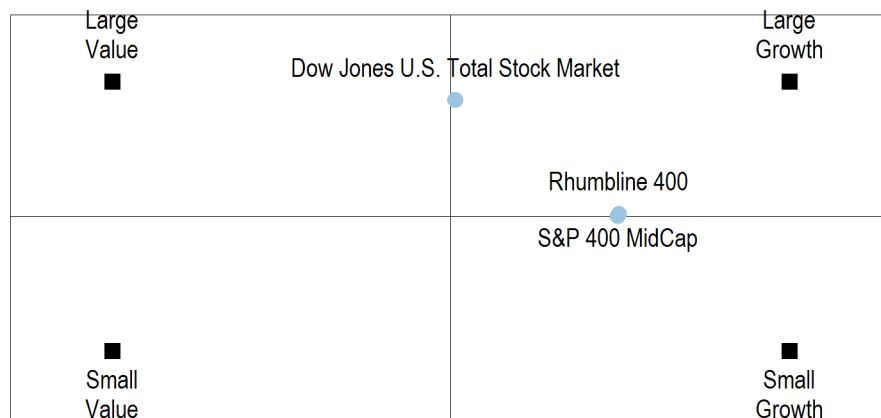 Large
Value
Large
Growth
Dow Jones U.S. Total Stock Market
Rhumbline 400
S&P 400 MidCap
Small
Value
Small
Growth